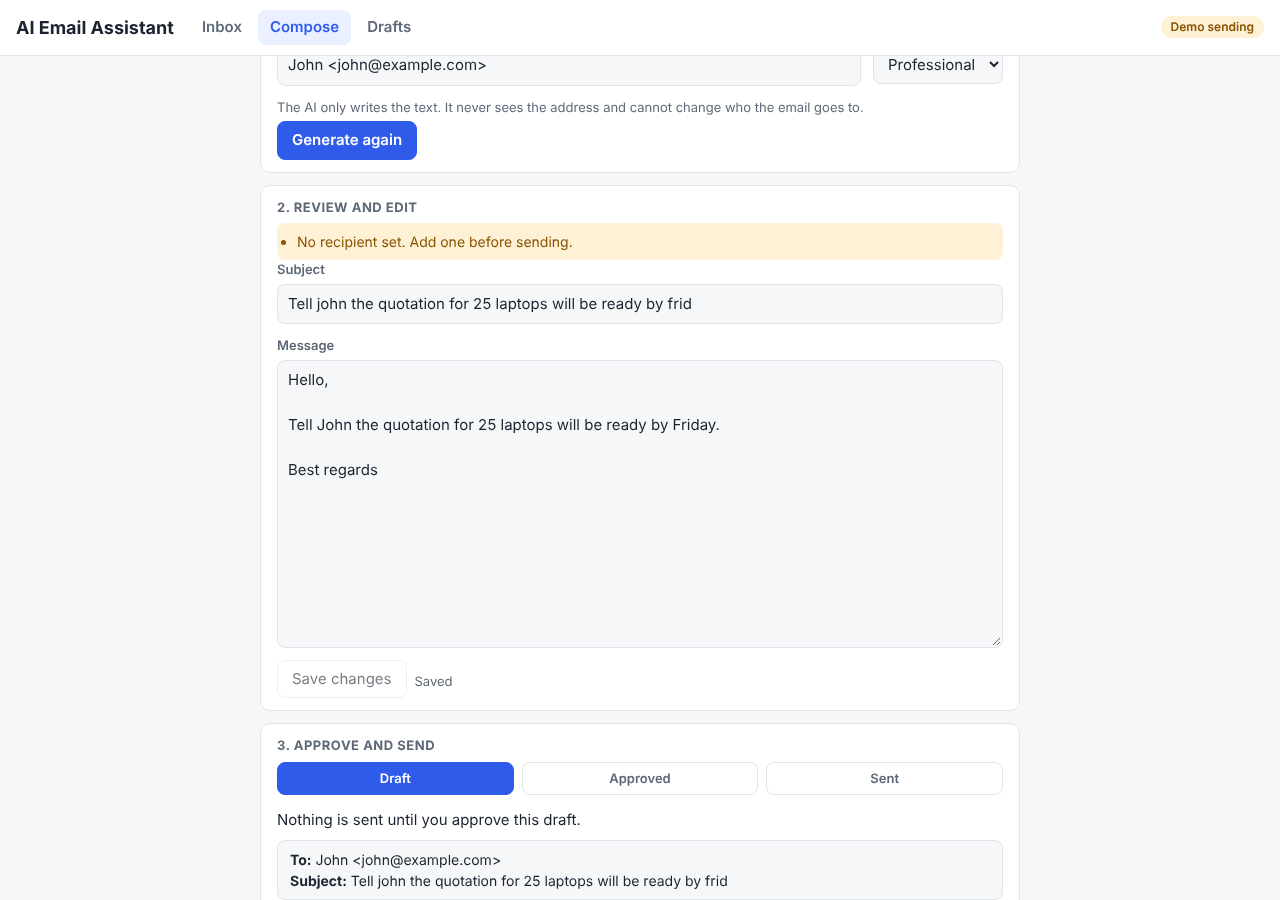 AI Email Assistant Inbox Compose Drafts Demo sending
John <john@example.com> Professional
The AI only writes the text. It never sees the address and cannot change who the email goes to.
Generate again
2. REVIEW AND EDIT
• No recipient set. Add one before sending.
Subject
Tell john the quotation for 25 laptops will be ready by frid
Message
Hello,
Tell John the quotation for 25 laptops will be ready by Friday.
Best regards
Save changes Saved
3. APPROVE AND SEND
Draft Approved Sent
Nothing is sent until you approve this draft.
To: John <john@example.com>
Subject: Tell john the quotation for 25 laptops will be ready by frid